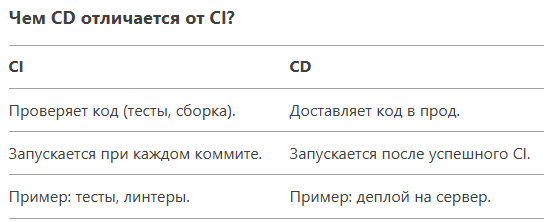 Чем CD отличается от CI?
CI CD
Проверяет код (тесты, сборка). Доставляет код в прод.
Запускается при каждом коммите. Запускается после успешного CI.
Пример: тесты, линтеры. Пример: деплой на сервер.